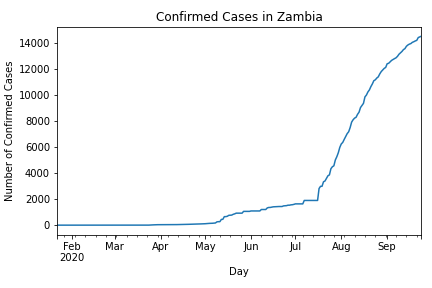 Confirmed Cases in Zambia
Number of Confirmed Cases
14000
12000
10000
8000
6000
4000
2000
0
Feb Mar Apr May Jun Jul Aug Sep
2020
Day